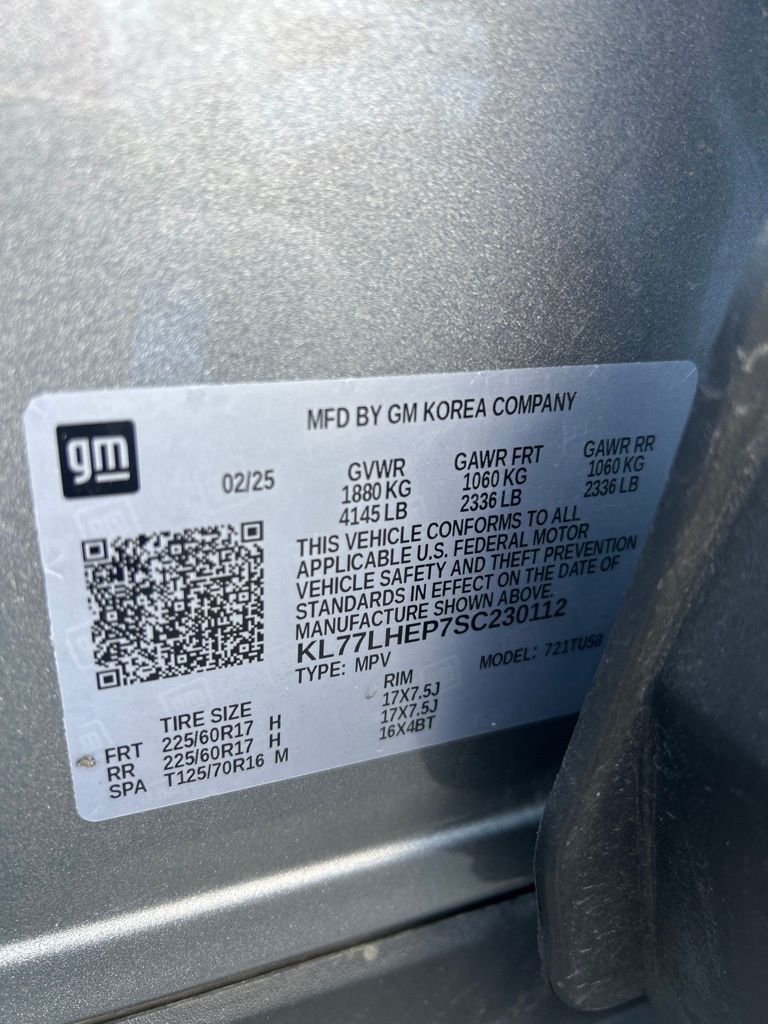 gm
MFD BY GM KOREA COMPANY
02/25
GVWR
1880 KG
4145 LB
GAWR FRT
1060 KG
2336 LB
GAWR RR
1060 KG
2336 LB
THIS VEHICLE CONFORMS TO ALL
APPLICABLE U.S. FEDERAL MOTOR
VEHICLE SAFETY AND THEFT PREVENTION
STANDARDS IN EFFECT ON THE DATE OF
MANUFACTURE SHOWN ABOVE.
KL77LHEP7SC230112
TYPE: MPV
MODEL: 721TU58
TIRE SIZE RIM
FRT 225/60R17 H 17X7.5J
RR 225/60R17 H 17X7.5J
SPA T125/70R16 M 16X4BT